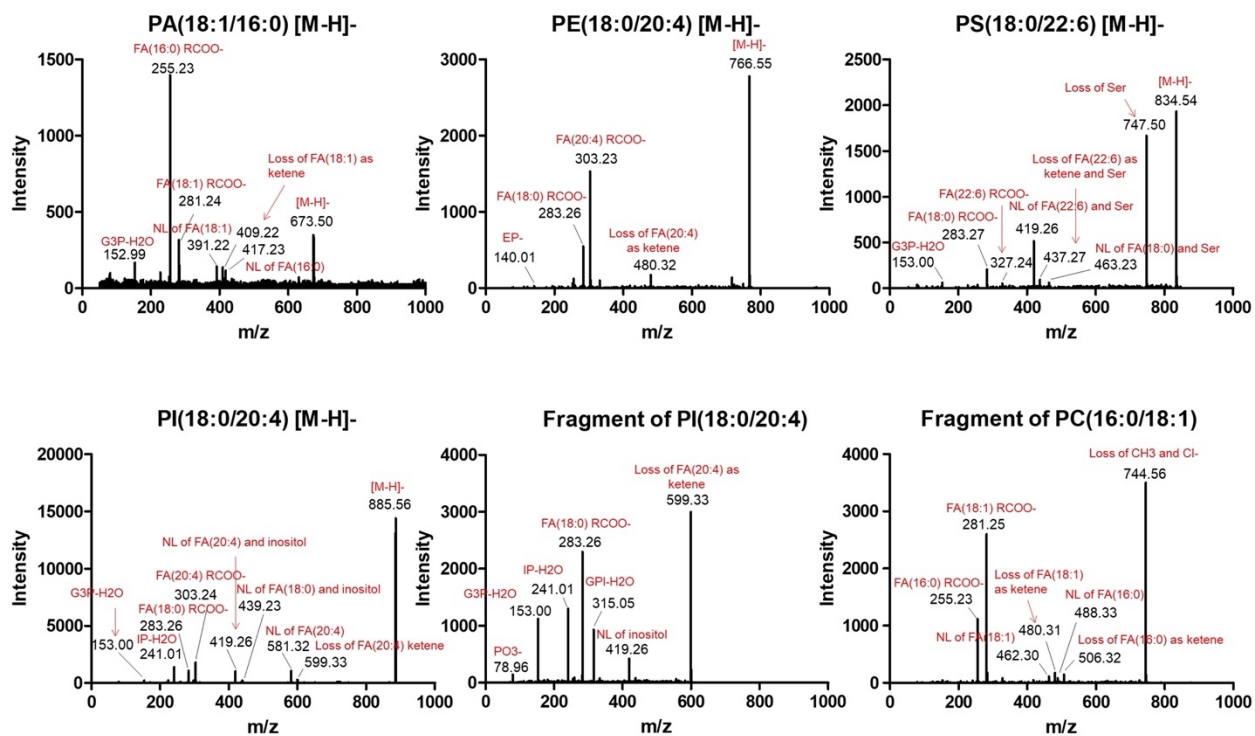 PA(18:1/16:0) [M-H]-
FA(16:0) RCOO-
255.23
1500
1000
500
0
Intensity
FA(18:1) RCOO-
281.24
Loss of FA(18:1) as
ketene
NL of FA(18:1)
391.22
409.22
417.23
NL of FA(16:0)
[M-H]-
673.50
G3P-H2O
152.99
0 200 400 600 800 1000
m/z
PE(18:0/20:4) [M-H]-
[M-H]-
766.55
3000
2000
1000
0
Intensity
FA(20:4) RCOO-
303.23
FA(18:0) RCOO-
283.26
EP-
140.01
Loss of FA(20:4)
as ketene
480.32
0 200 400 600 800 1000
m/z
PS(18:0/22:6) [M-H]-
2500
2000
1500
1000
500
0
Intensity
Loss of Ser
747.50
[M-H]-
834.54
Loss of FA(22:6) as
ketene and Ser
FA(22:6) RCOO-
NL of FA(22:6) and Ser
FA(18:0) RCOO-
283.27
419.26
G3P-H2O
153.00
327.24
437.27
NL of FA(18:0) and Ser
463.23
0 200 400 600 800 1000
m/z
PI(18:0/20:4) [M-H]-
20000
15000
10000
5000
0
Intensity
[M-H]-
885.56
NL of FA(20:4) and inositol
G3P-H2O
153.00
FA(20:4) RCOO-
303.24
NL of FA(18:0) and inositol
439.23
FA(18:0) RCOO-
283.26
IP-H2O
241.01
419.26
NL of FA(20:4)
581.32
Loss of FA(20:4) ketene
599.33
0 200 400 600 800 1000
m/z
Fragment of PI(18:0/20:4)
4000
3000
2000
1000
0
Intensity
Loss of FA(20:4) as
ketene
599.33
FA(18:0) RCOO-
283.26
IP-H2O
241.01
GPI-H2O
315.05
G3P-H2O
153.00
NL of inositol
419.26
PO3-
78.96
0 200 400 600 800 1000
m/z
Fragment of PC(16:0/18:1)
4000
3000
2000
1000
0
Intensity
Loss of CH3 and Cl-
744.56
FA(18:1) RCOO-
281.25
FA(16:0) RCOO-
255.23
Loss of FA(18:1)
as ketene
NL of FA(16:0)
488.33
480.31
NL of FA(18:1)
462.30
Loss of FA(16:0) as ketene
506.32
0 200 400 600 800 1000
m/z